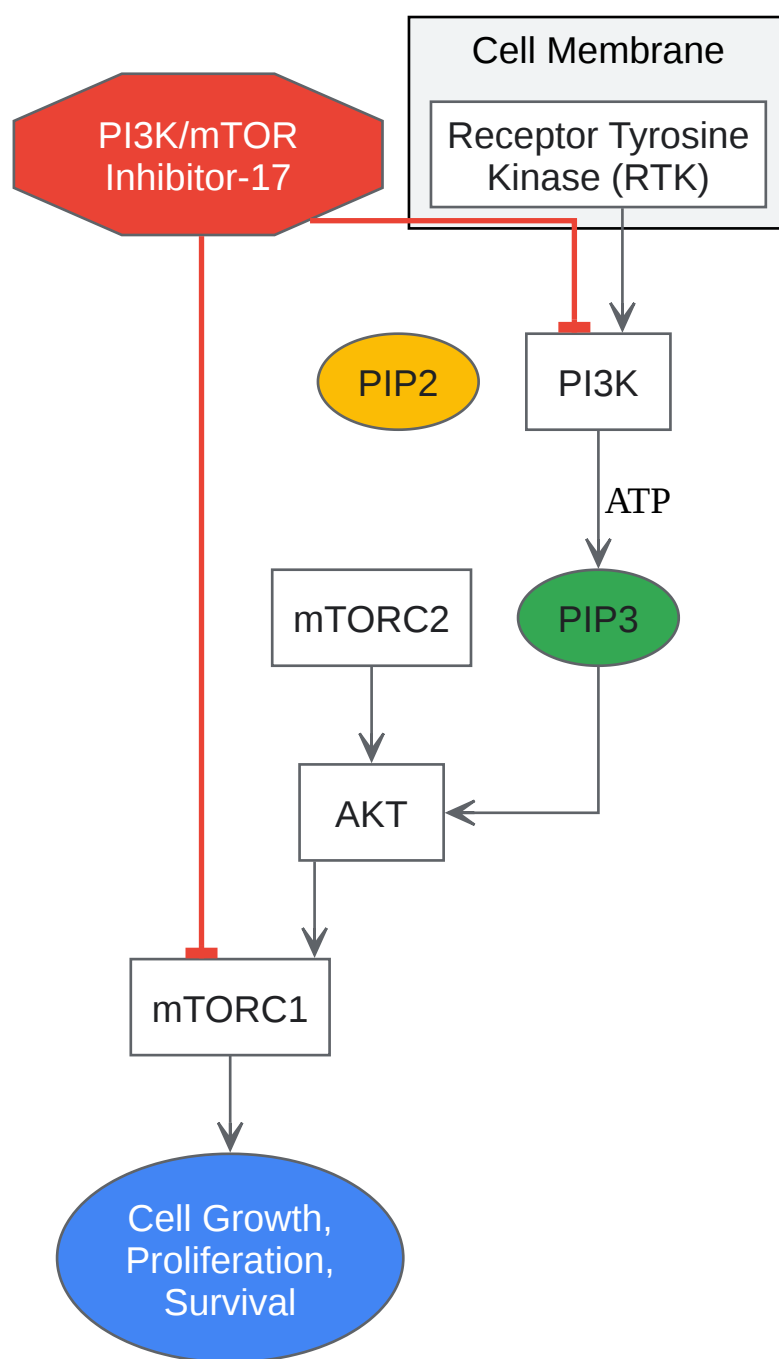 Cell Membrane
PI3K/mTOR
Inhibitor-17
Receptor Tyrosine
Kinase (RTK)
PIP2
PI3K
ATP
mTORC2
PIP3
AKT
mTORC1
Cell Growth,
Proliferation,
Survival